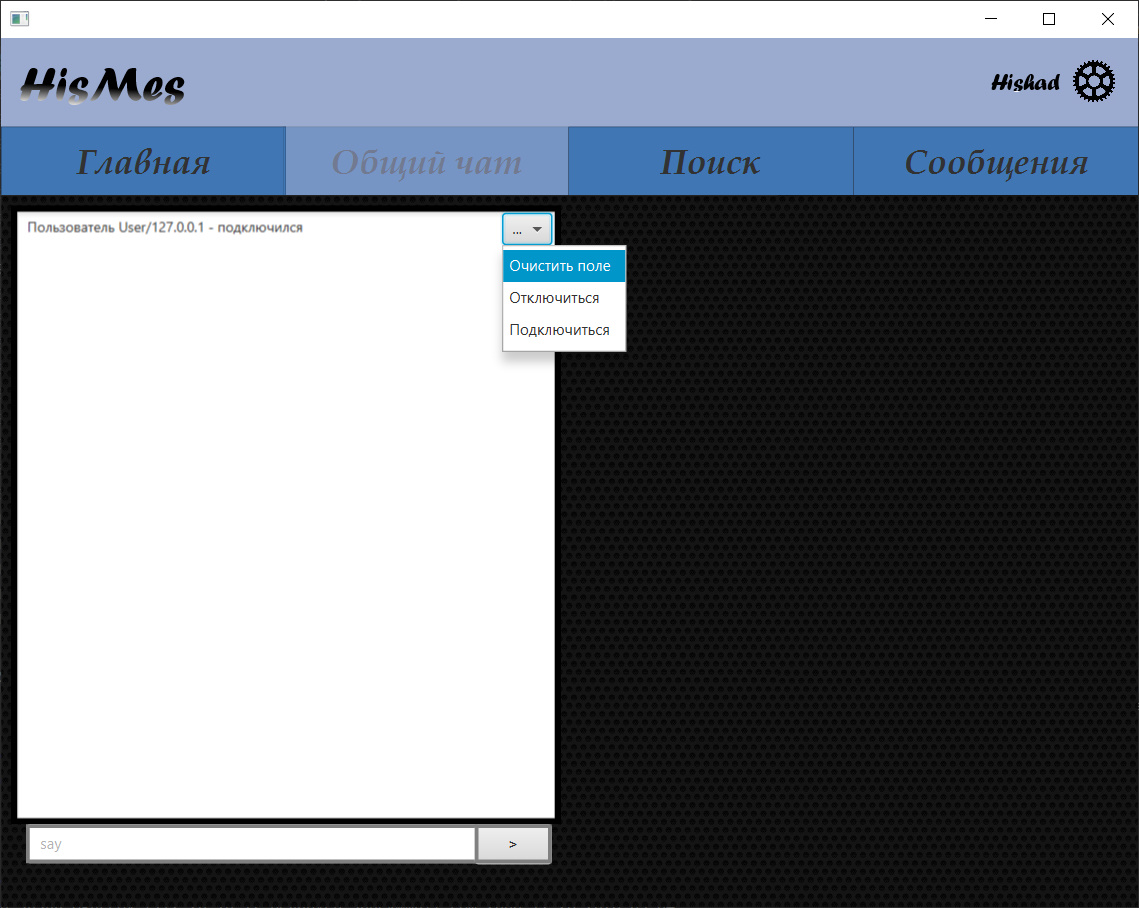 HisMes
Hishad
Главная
Общий чат
Поиск
Сообщения
Пользователь User/127.0.0.1 - подключился
...
Очистить поле
Отключиться
Подключиться
say
>